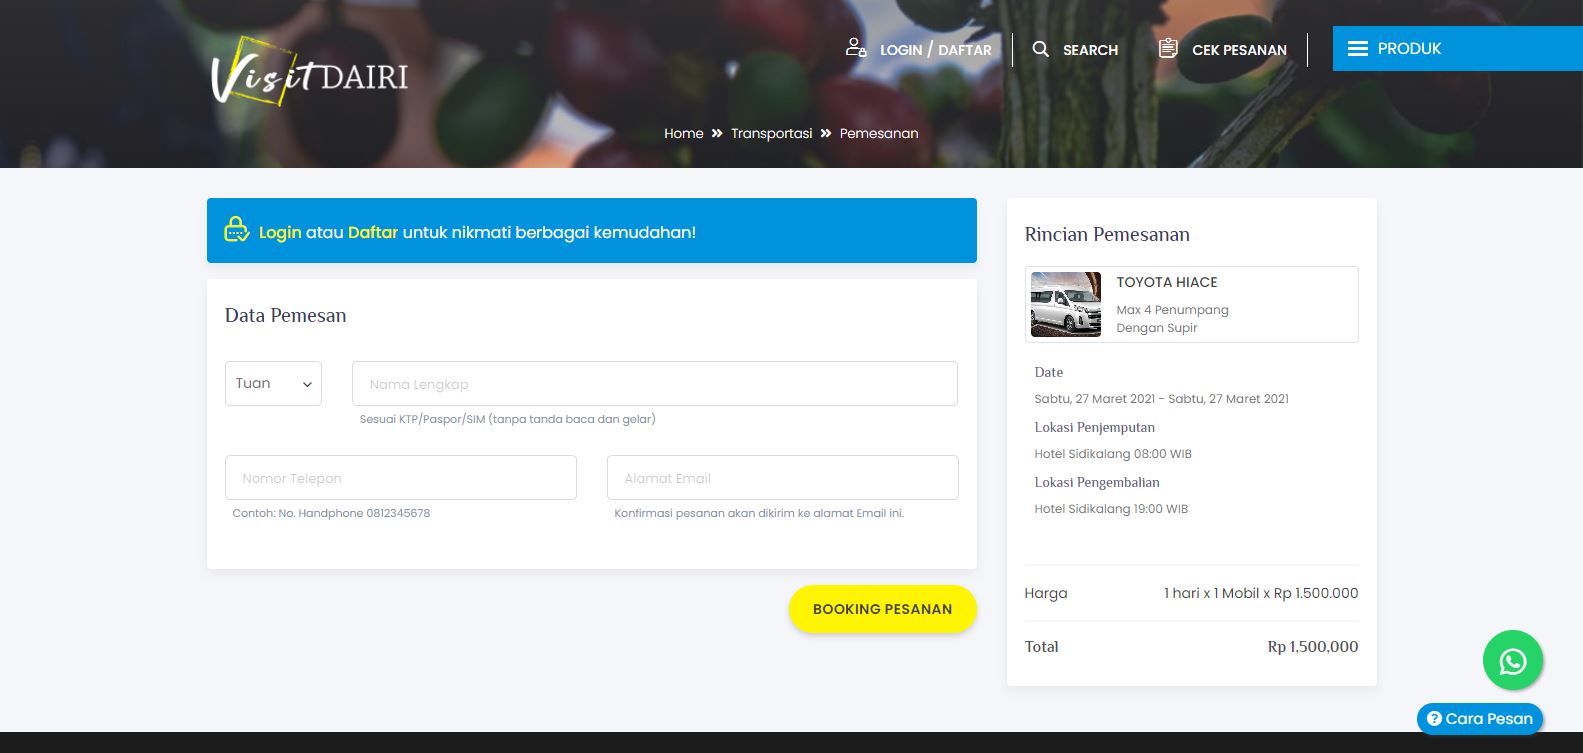 Visit DAIRI
LOGIN / DAFTAR
SEARCH
CEK PESANAN
PRODUK
Home » Transportasi » Pemesanan
Login atau Daftar untuk nikmati berbagai kemudahan!
Data Pemesan
Tuan
Nama Lengkap
Sesuai KTP/Paspor/SIM (tanpa tanda baca dan gelar)
Nomor Telepon
Alamat Email
Contoh: No. Handphone 0812345678
Konfirmasi pesanan akan dikirim ke alamat Email ini.
BOOKING PESANAN
Rincian Pemesanan
TOYOTA HIACE
Max 4 Penumpang
Dengan Supir
Date
Sabtu, 27 Maret 2021 - Sabtu, 27 Maret 2021
Lokasi Penjemputan
Hotel Sidikalang 08:00 WIB
Lokasi Pengembalian
Hotel Sidikalang 19:00 WIB
Harga 1 hari x 1 Mobil x Rp 1.500.000
Total Rp 1,500,000
Cara Pesan